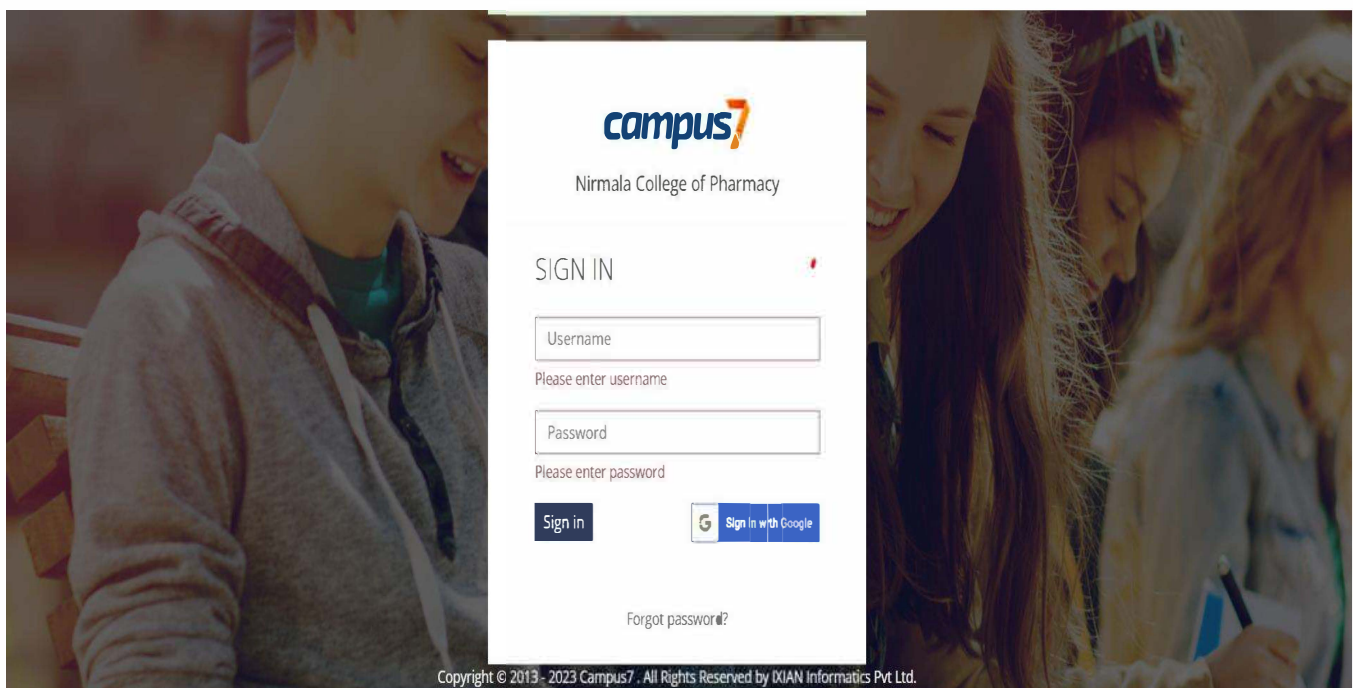 campus7
Nirmala College of Pharmacy
SIGN IN
Username
Please enter username
Password
Please enter password
Sign in
G Sign in with Google
Forgot password?
Copyright © 2013 - 2023 Campus7 . All Rights Reserved by IXIAN Informatics Pvt Ltd.